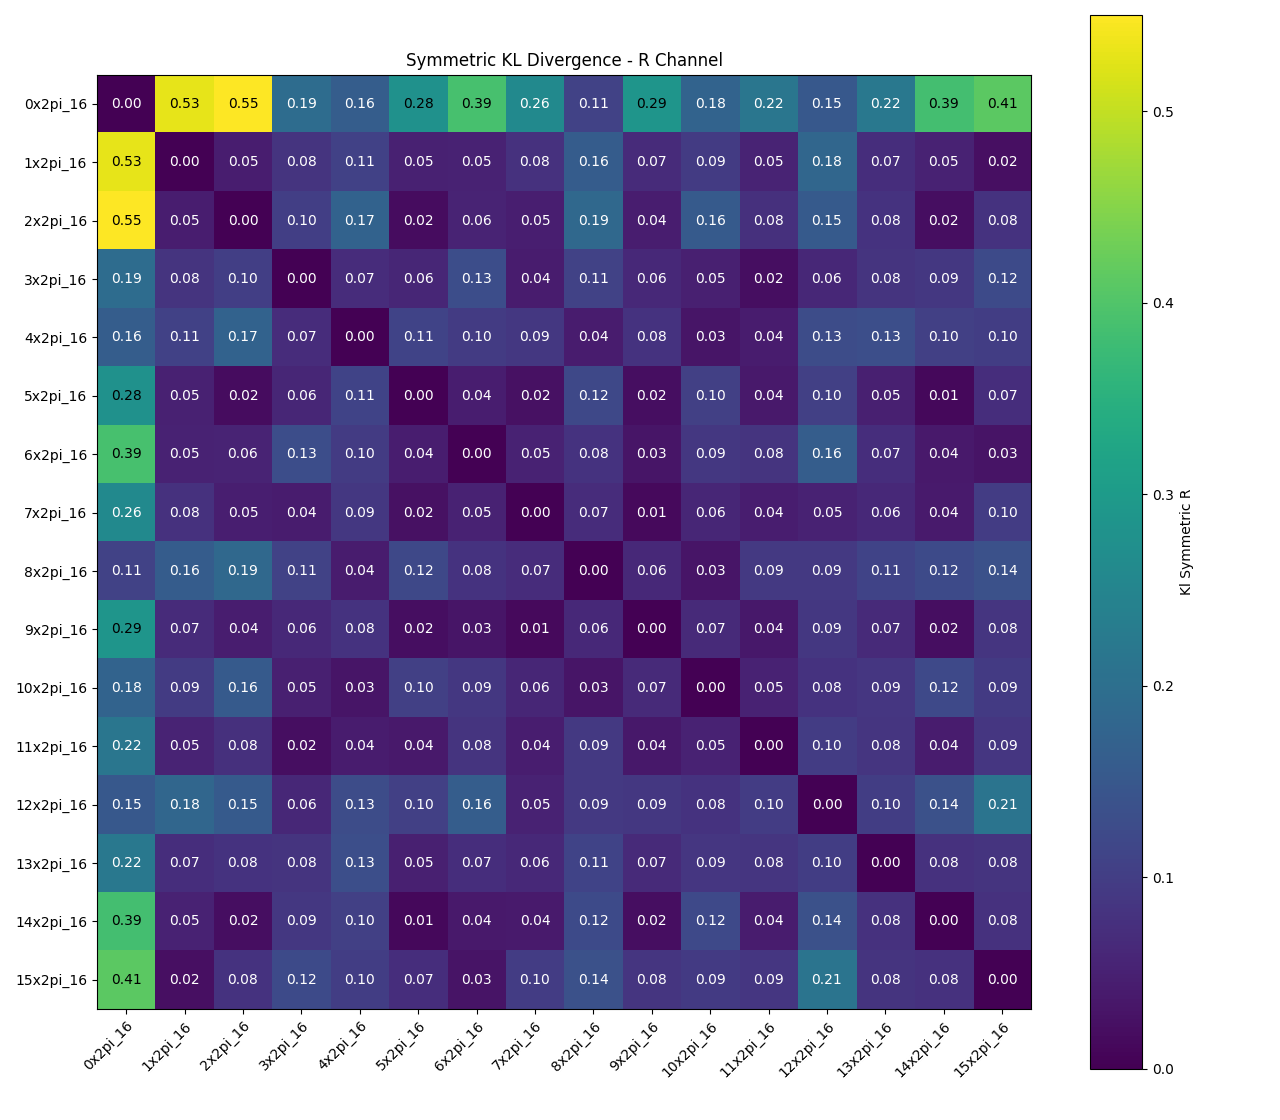 Symmetric KL Divergence - R Channel
0x2pi_16 0.00 0.53 0.55 0.19 0.16 0.28 0.39 0.26 0.11 0.29 0.18 0.22 0.15 0.22 0.39 0.41
1x2pi_16 0.53 0.00 0.05 0.08 0.11 0.05 0.05 0.08 0.16 0.07 0.09 0.05 0.18 0.07 0.05 0.02
2x2pi_16 0.55 0.05 0.00 0.10 0.17 0.02 0.06 0.05 0.19 0.04 0.16 0.08 0.15 0.08 0.02 0.08
3x2pi_16 0.19 0.08 0.10 0.00 0.07 0.06 0.13 0.04 0.11 0.06 0.05 0.02 0.06 0.08 0.09 0.12
4x2pi_16 0.16 0.11 0.17 0.07 0.00 0.11 0.10 0.09 0.04 0.08 0.03 0.04 0.13 0.13 0.10 0.10
5x2pi_16 0.28 0.05 0.02 0.06 0.11 0.00 0.04 0.02 0.12 0.02 0.10 0.04 0.10 0.05 0.01 0.07
6x2pi_16 0.39 0.05 0.06 0.13 0.10 0.04 0.00 0.05 0.08 0.03 0.09 0.08 0.16 0.07 0.04 0.03
7x2pi_16 0.26 0.08 0.05 0.04 0.09 0.02 0.05 0.00 0.07 0.01 0.06 0.04 0.05 0.06 0.04 0.10
8x2pi_16 0.11 0.16 0.19 0.11 0.04 0.12 0.08 0.07 0.00 0.06 0.03 0.09 0.09 0.11 0.12 0.14
9x2pi_16 0.29 0.07 0.04 0.06 0.08 0.02 0.03 0.01 0.06 0.00 0.07 0.04 0.09 0.07 0.02 0.08
10x2pi_16 0.18 0.09 0.16 0.05 0.03 0.10 0.09 0.06 0.03 0.07 0.00 0.05 0.08 0.09 0.12 0.09
11x2pi_16 0.22 0.05 0.08 0.02 0.04 0.04 0.08 0.04 0.09 0.04 0.05 0.00 0.10 0.08 0.04 0.09
12x2pi_16 0.15 0.18 0.15 0.06 0.13 0.10 0.16 0.05 0.09 0.09 0.08 0.10 0.00 0.10 0.14 0.21
13x2pi_16 0.22 0.07 0.08 0.08 0.13 0.05 0.07 0.06 0.11 0.07 0.09 0.08 0.10 0.00 0.08 0.08
14x2pi_16 0.39 0.05 0.02 0.09 0.10 0.01 0.04 0.04 0.12 0.02 0.12 0.04 0.14 0.08 0.00 0.08
15x2pi_16 0.41 0.02 0.08 0.12 0.10 0.07 0.03 0.10 0.14 0.08 0.09 0.09 0.21 0.08 0.08 0.00
0x2pi_16 1x2pi_16 2x2pi_16 3x2pi_16 4x2pi_16 5x2pi_16 6x2pi_16 7x2pi_16 8x2pi_16 9x2pi_16 10x2pi_16 11x2pi_16 12x2pi_16 13x2pi_16 14x2pi_16 15x2pi_16
0.5
0.4
0.3
0.2
0.1
0.0
Kl Symmetric R